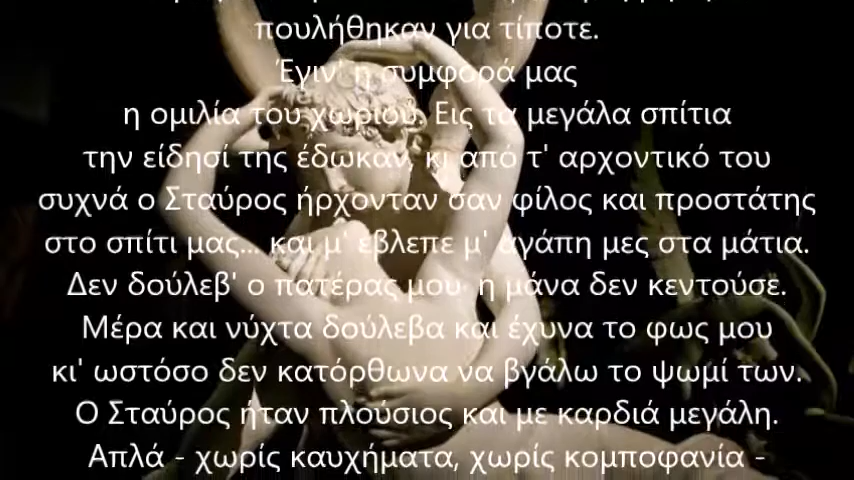 πουλήθηκαν για τίποτε.
Έγιν' η συμφορά μας
η ομιλία του χωριού. Εις τα μεγάλα σπίτια
την είδησί της έδωκαν, κι από τ' αρχοντικό του
συχνά ο Σταύρος ήρχονταν σαν φίλος και προστάτης
στο σπίτι μας... και μ' έβλεπε μ' αγάπη μες στα μάτια.
Δεν δούλεβ' ο πατέρας μου· η μάνα δεν κεντούσε.
Μέρα και νύχτα δούλεβα και έχυνα το φως μου
κι' ωστόσο δεν κατόρθωνα να βγάλω το ψωμί των.
Ο Σταύρος ήταν πλούσιος και με καρδιά μεγάλη.
Απλά - χωρίς καυχήματα, χωρίς κομποφανία -